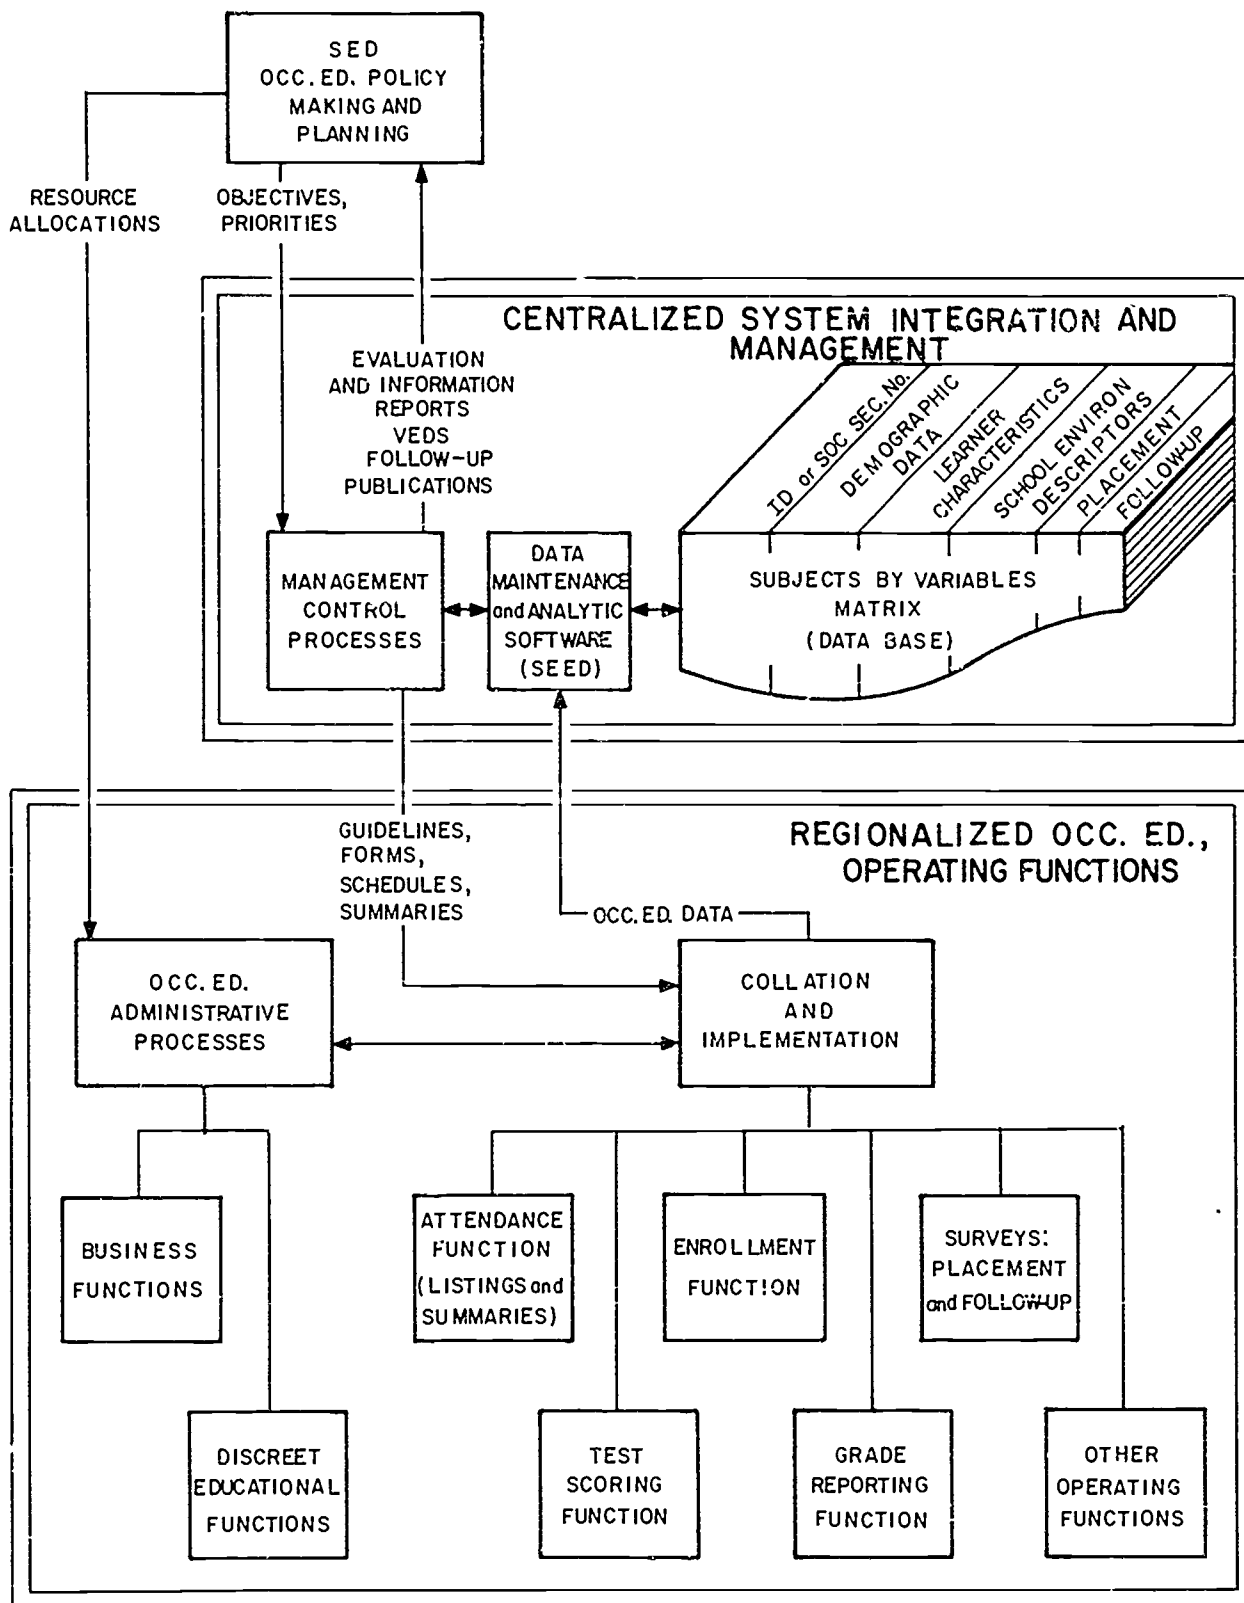 SED
OCC. ED. POLICY
MAKING AND
PLANNING
RESOURCE
ALLOCATIONS
OBJECTIVES,
PRIORITIES
CENTRALIZED SYSTEM INTEGRATION AND
MANAGEMENT
EVALUATION
AND INFORMATION
REPORTS
VEDS
FOLLOW-UP
PUBLICATIONS
ID or SOC. SEC. No.
DEMOGRAPHIC
DATA
LEARNER
CHARACTERISTICS
SCHOOL ENVIRON
DESCRIPTORS
PLACEMENT
FOLLOW-UP
MANAGEMENT
CONTROL
PROCESSES
DATA
MAINTENANCE
and ANALYTIC
SOFTWARE
(SEED)
SUBJECTS BY VARIABLES
MATRIX
(DATA BASE)
REGIONALIZED OCC. ED.,
OPERATING FUNCTIONS
GUIDELINES,
FORMS,
SCHEDULES,
SUMMARIES
OCC. ED. DATA
OCC. ED.
ADMINISTRATIVE
PROCESSES
COLLATION
AND
IMPLEMENTATION
BUSINESS
FUNCTIONS
ATTENDANCE
FUNCTION
(LISTINGS and
SUMMARIES)
ENROLLMENT
FUNCTION
SURVEYS:
PLACEMENT
and FOLLOW-UP
DISCREET
EDUCATIONAL
FUNCTIONS
TEST
SCORING
FUNCTION
GRADE
REPORTING
FUNCTION
OTHER
OPERATING
FUNCTIONS